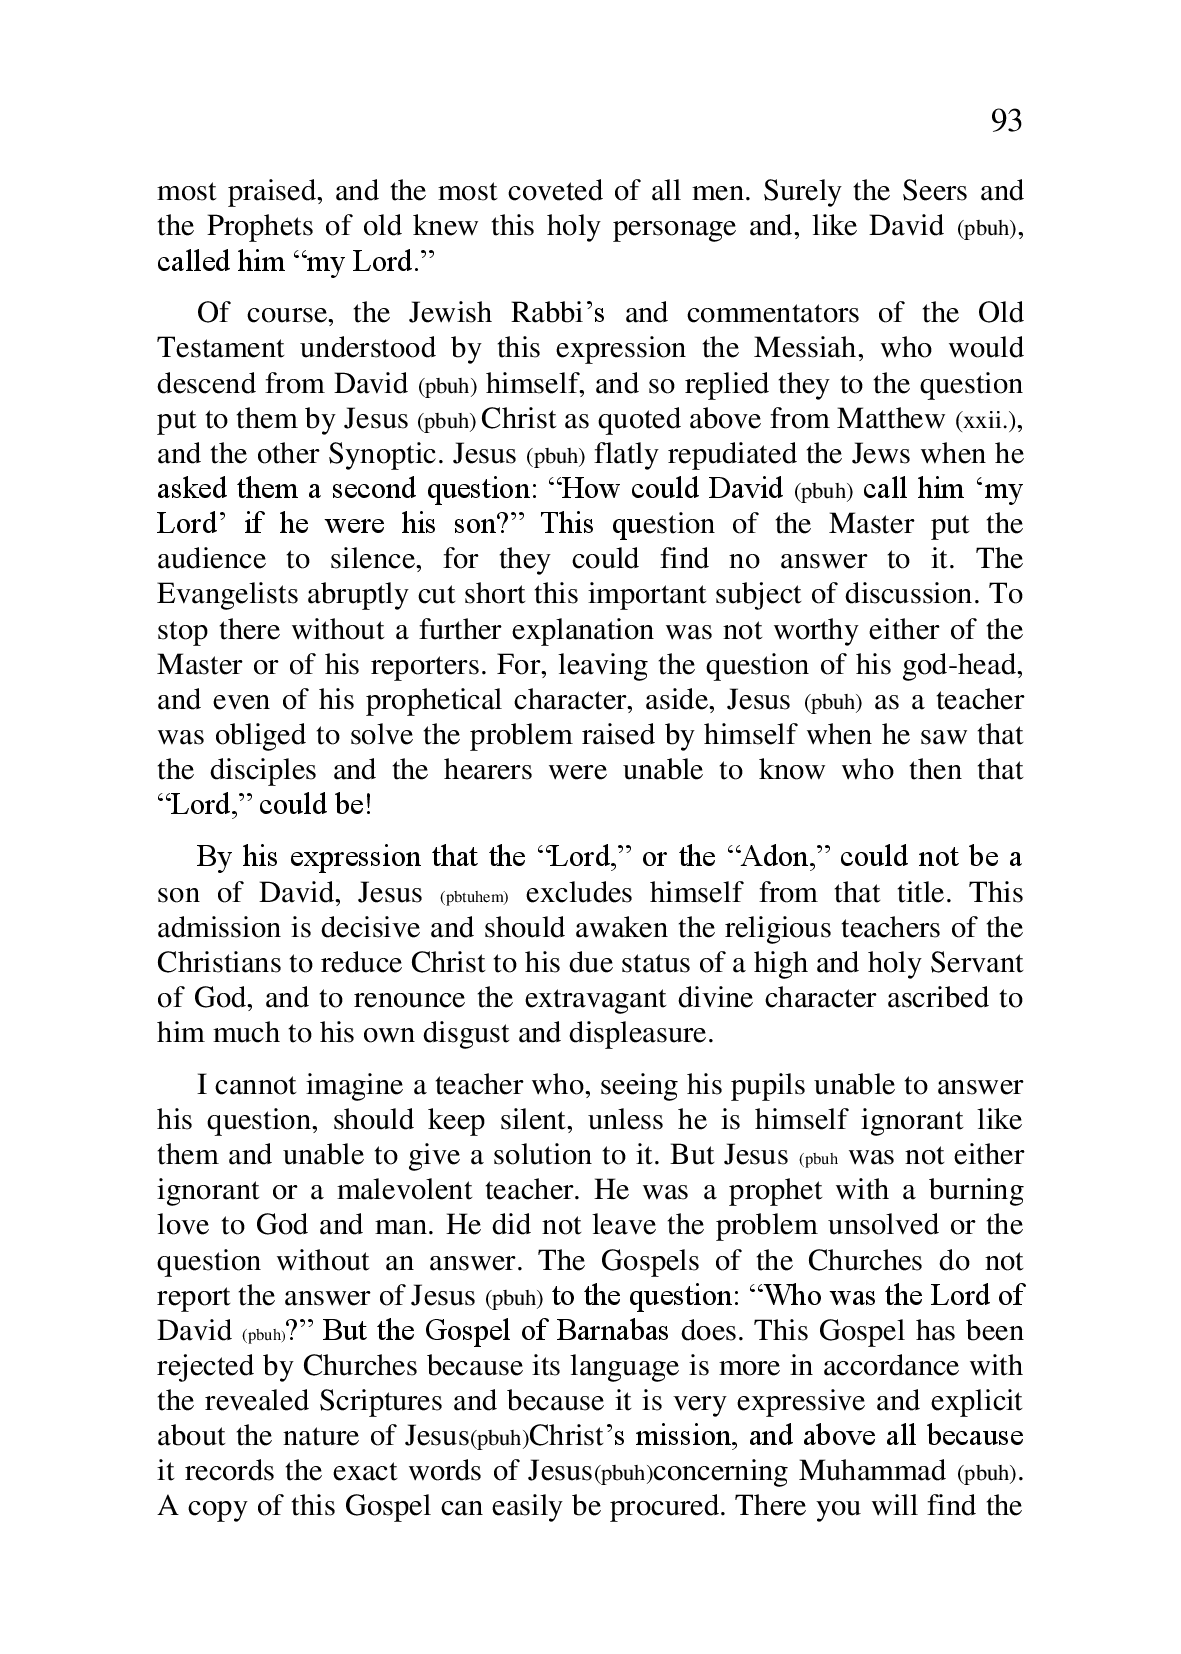 93
most praised, and the most coveted of all men. Surely the Seers and
the Prophets of old knew this holy personage and, like David (pbuh),
called him “my Lord.”
Of course, the Jewish Rabbi’s and commentators of the Old
Testament understood by this expression the Messiah, who would
descend from David (pbuh) himself, and so replied they to the question
put to them by Jesus (pbuh) Christ as quoted above from Matthew (xxii.),
and the other Synoptic. Jesus (pbuh) flatly repudiated the Jews when he
asked them a second question: “How could David (pbuh) call him ‘my
Lord’ if he were his son?” This question of the Master put the
audience to silence, for they could find no answer to it. The
Evangelists abruptly cut short this important subject of discussion. To
stop there without a further explanation was not worthy either of the
Master or of his reporters. For, leaving the question of his god-head,
and even of his prophetical character, aside, Jesus (pbuh) as a teacher
was obliged to solve the problem raised by himself when he saw that
the disciples and the hearers were unable to know who then that
“Lord,” could be!
By his expression that the “Lord,” or the “Adon,” could not be a
son of David, Jesus (pbtuhem) excludes himself from that title. This
admission is decisive and should awaken the religious teachers of the
Christians to reduce Christ to his due status of a high and holy Servant
of God, and to renounce the extravagant divine character ascribed to
him much to his own disgust and displeasure.
I cannot imagine a teacher who, seeing his pupils unable to answer
his question, should keep silent, unless he is himself ignorant like
them and unable to give a solution to it. But Jesus (pbuh was not either
ignorant or a malevolent teacher. He was a prophet with a burning
love to God and man. He did not leave the problem unsolved or the
question without an answer. The Gospels of the Churches do not
report the answer of Jesus (pbuh) to the question: “Who was the Lord of
David (pbuh)?” But the Gospel of Barnabas does. This Gospel has been
rejected by Churches because its language is more in accordance with
the revealed Scriptures and because it is very expressive and explicit
about the nature of Jesus(pbuh)Christ’s mission, and above all because
it records the exact words of Jesus(pbuh)concerning Muhammad (pbuh).
A copy of this Gospel can easily be procured. There you will find the